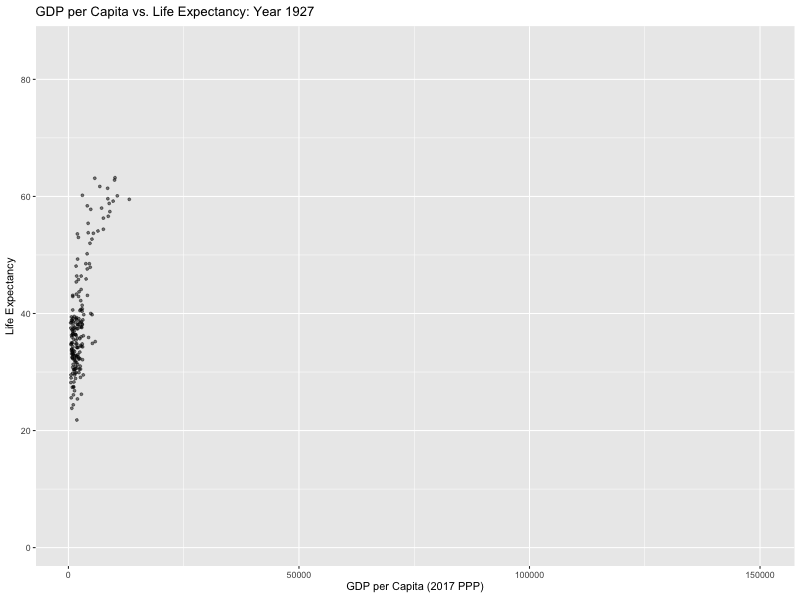 GDP per Capita vs. Life Expectancy: Year 1927
80
60
40
20
0
Life Expectancy
0 50000 100000 150000
GDP per Capita (2017 PPP)